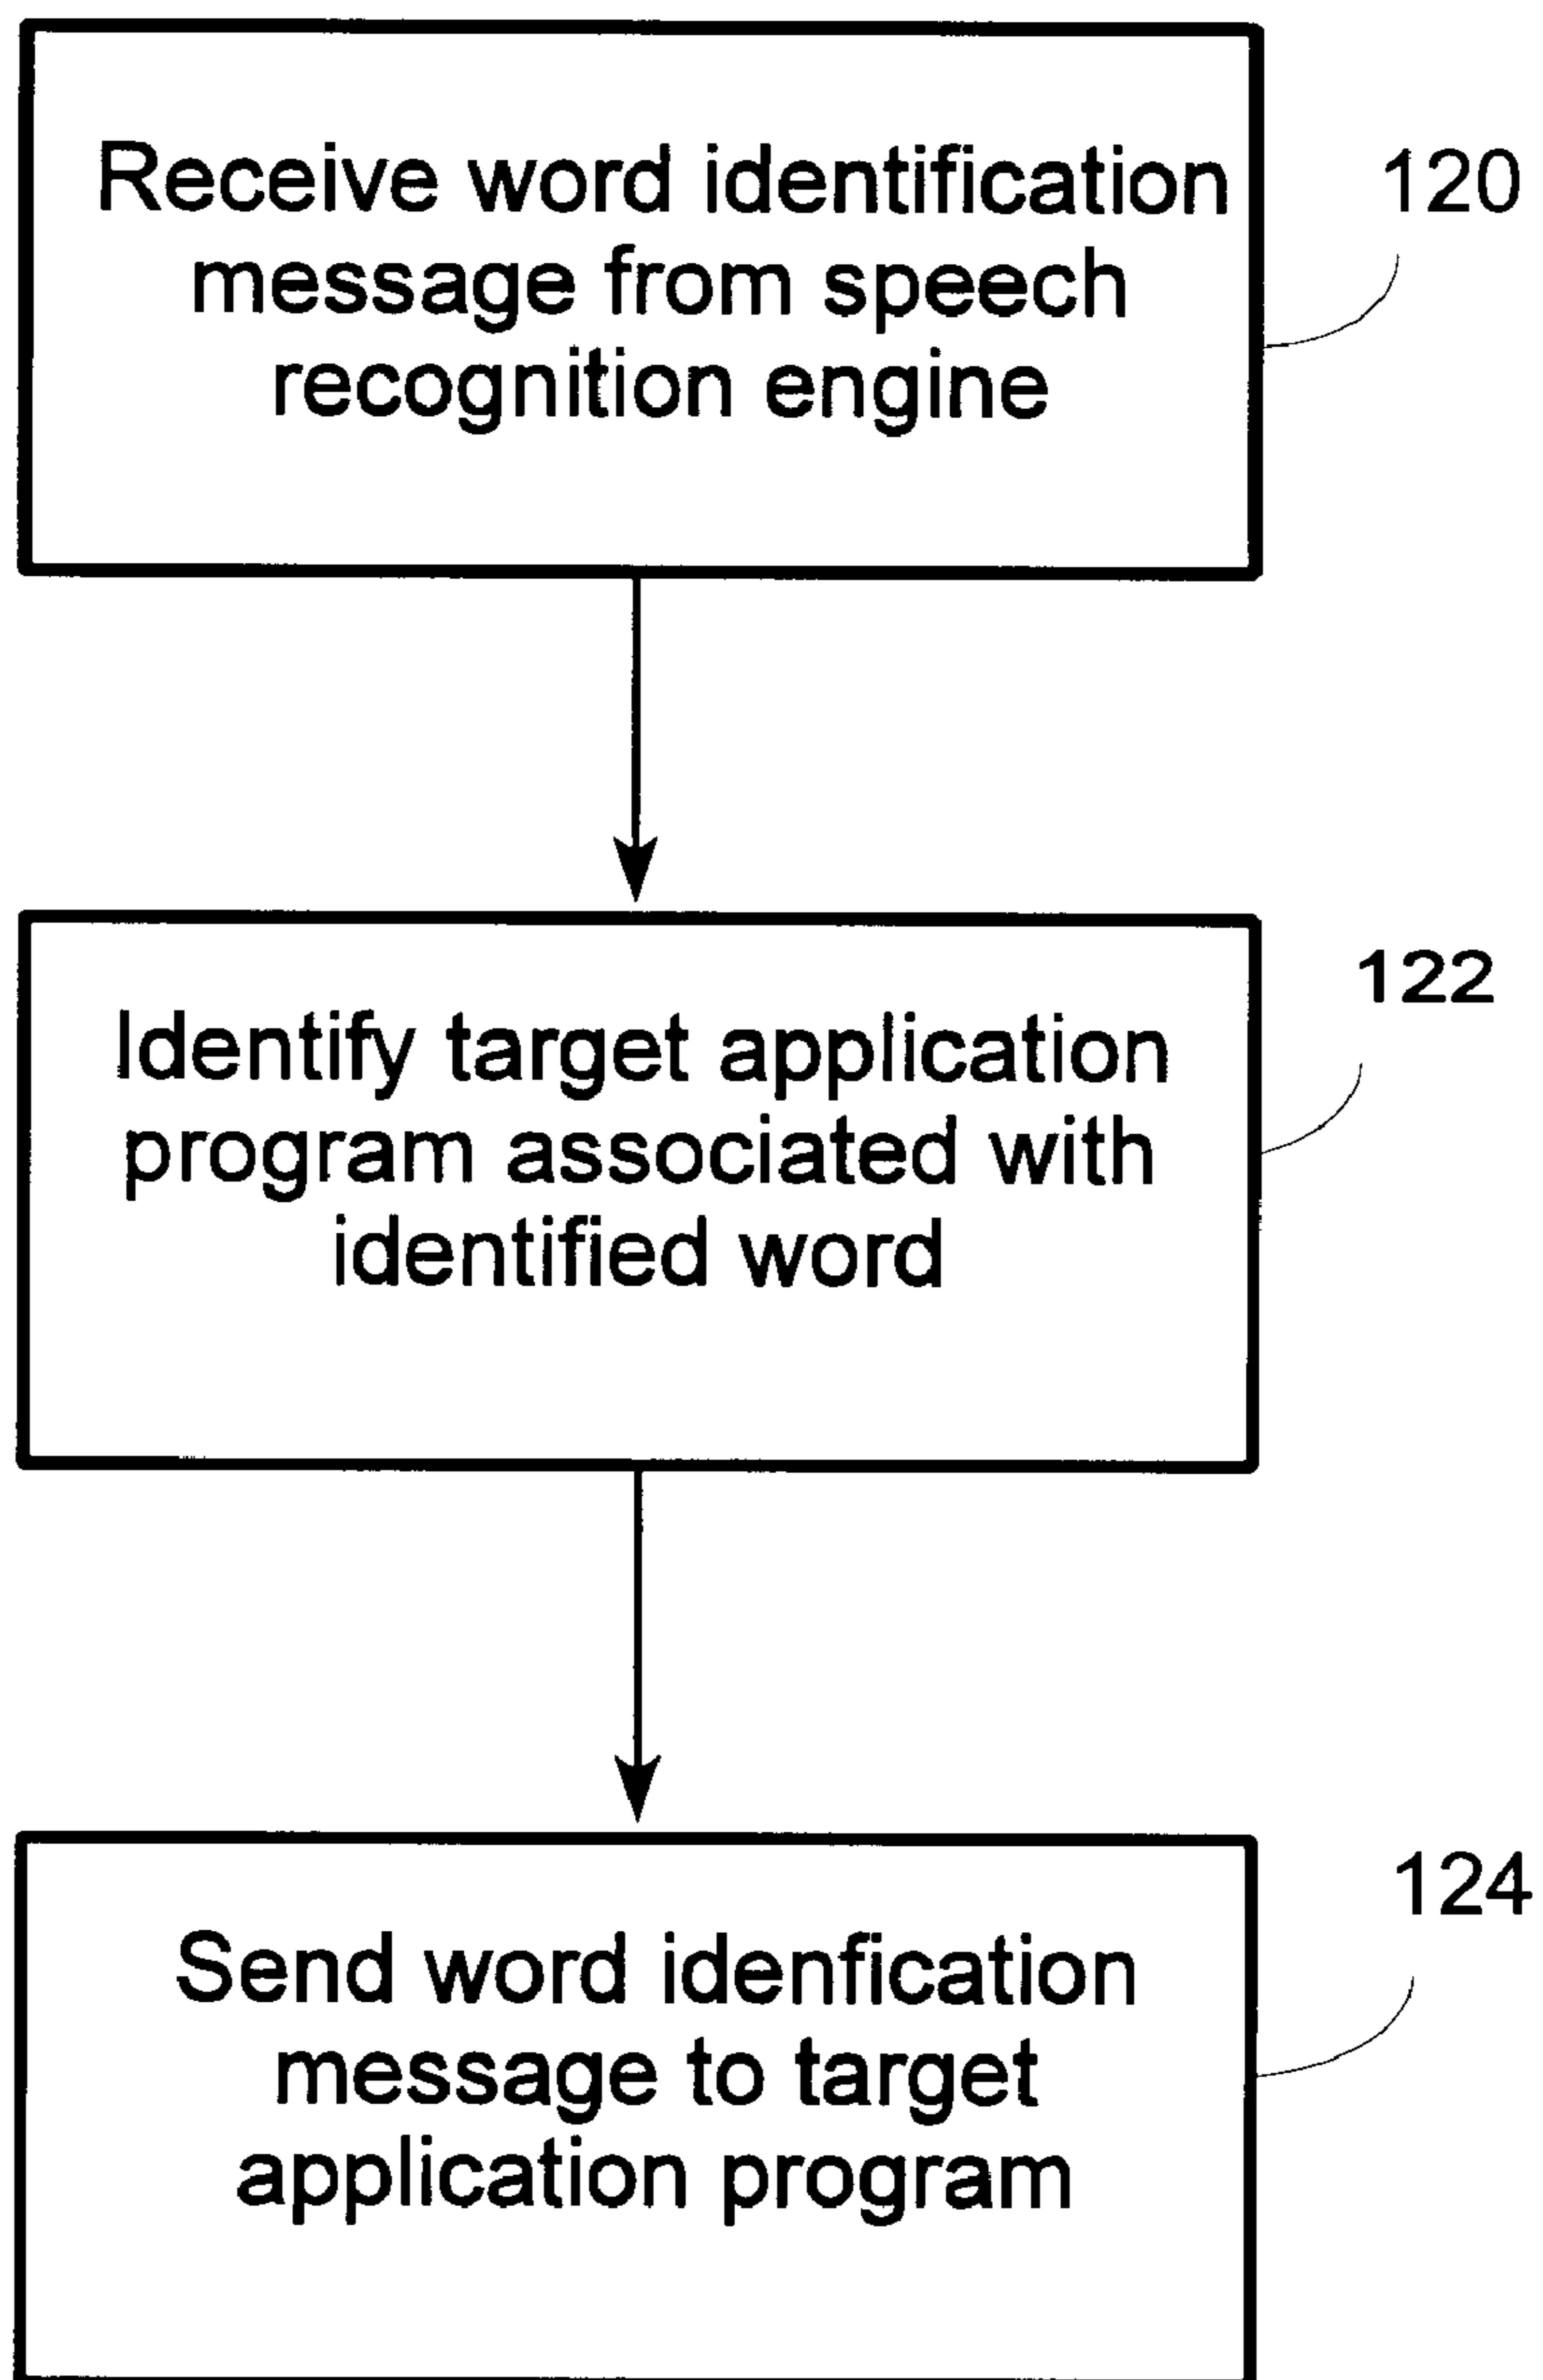 Receive word identification
message from speech
recognition engine
120
Identify target application
program associated with
identified word
122
Send word idenfication
message to target
application program
124